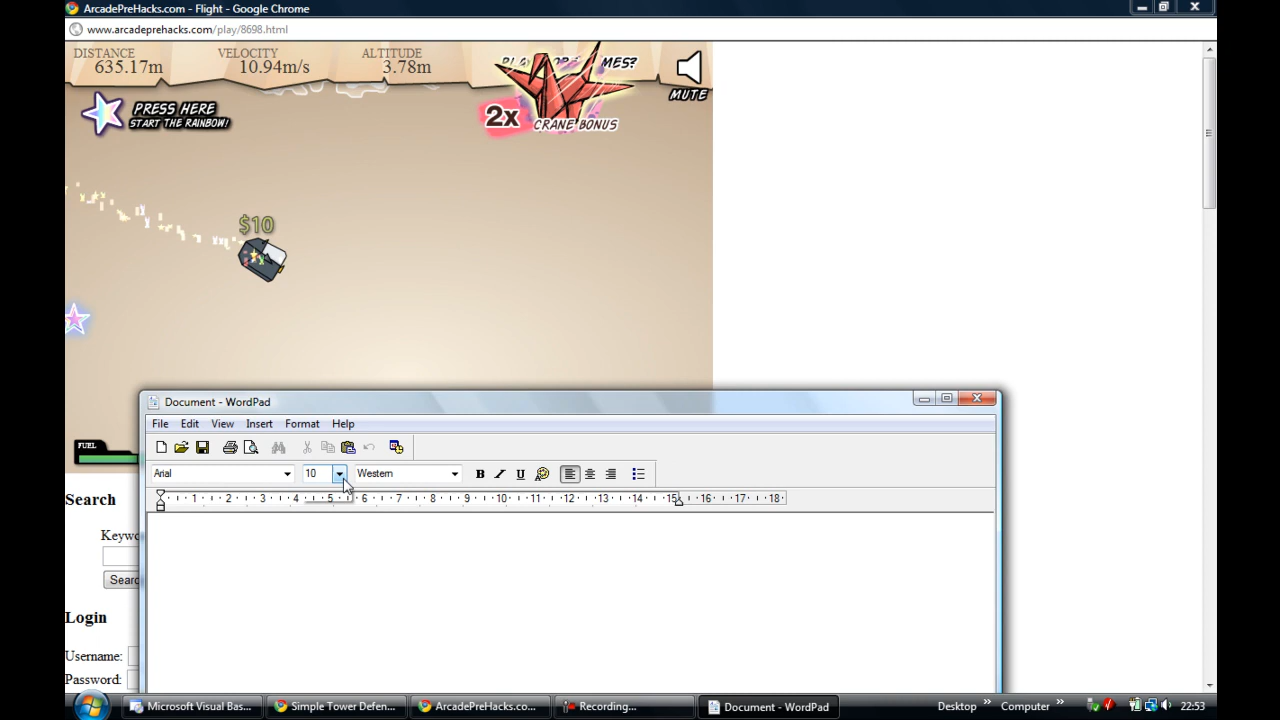 ArcadePreHacks.com - Flight - Google Chrome
www.arcadeprehacks.com/play/8698.html
DISTANCE VELOCITY ALTITUDE
635.17m 10.94m/s 3.78m
MES?
MUTE
PRESS HERE
START THE RAINBOW!
2x CRANE BONUS
$10
FUEL
Document - WordPad
File Edit View Insert Format Help
Arial 10 Western B I U
1 2 3 4 5 6 7 8 9 10 11 12 13 14 15 16 17 18
Search
Keywo
Searc
Login
Username:
Password:
Microsoft Visual Bas... Simple Tower Defen... ArcadePreHacks.co... Recording... Document - WordPad Desktop » Computer » 22:53